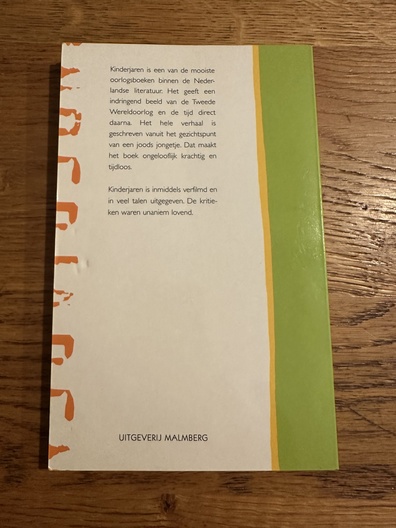 Kinderjaren is een van de mooiste
oorlogsboeken binnen de Neder-
landse literatuur. Het geeft een
indringend beeld van de Tweede
Wereldoorlog en de tijd direct
daarna. Het hele verhaal is
geschreven vanuit het gezichtspunt
van een joods jongetje. Dat maakt
het boek ongelooflijk krachtig en
tijdloos.
Kinderjaren is inmiddels verfilmd en
in veel talen uitgegeven. De kritie-
ken waren unaniem lovend.
UITGEVERIJ MALMBERG